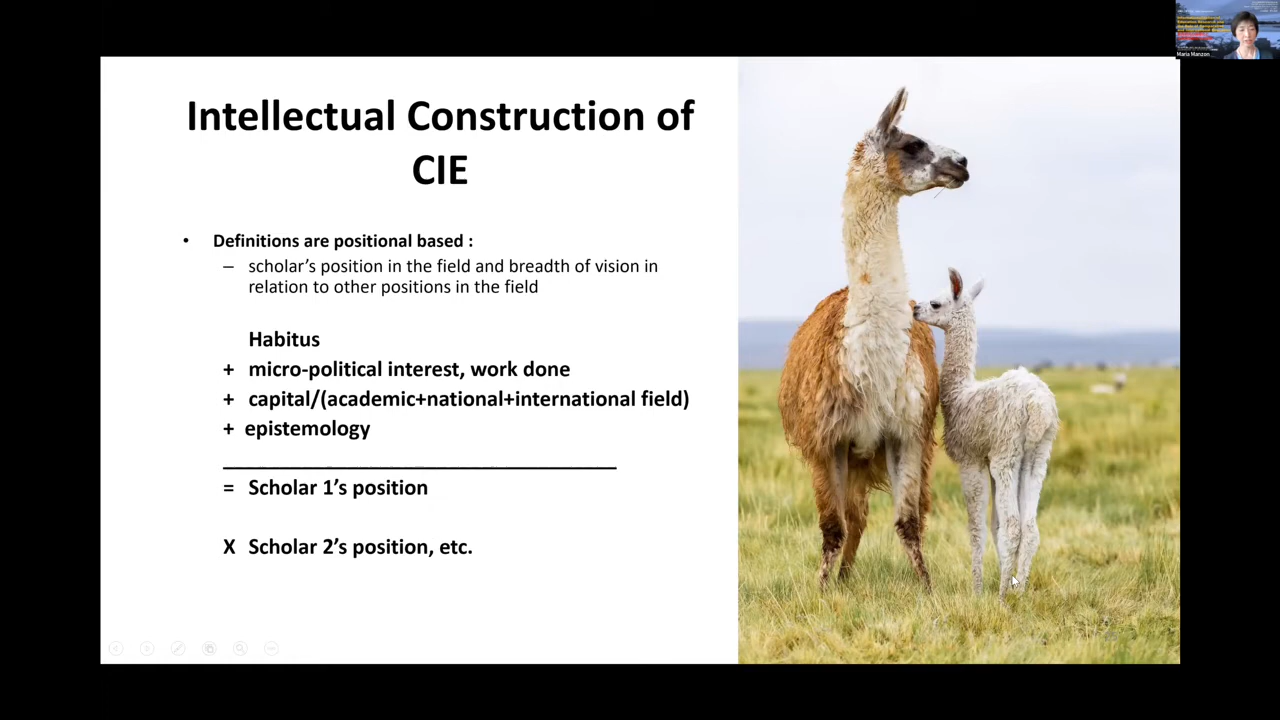 Intellectual Construction of
CIE
• Definitions are positional based :
– scholar's position in the field and breadth of vision in
relation to other positions in the field
Habitus
+ micro-political interest, work done
+ capital/(academic+national+international field)
+ epistemology
= Scholar 1's position
X Scholar 2's position, etc.
Maria Manzon